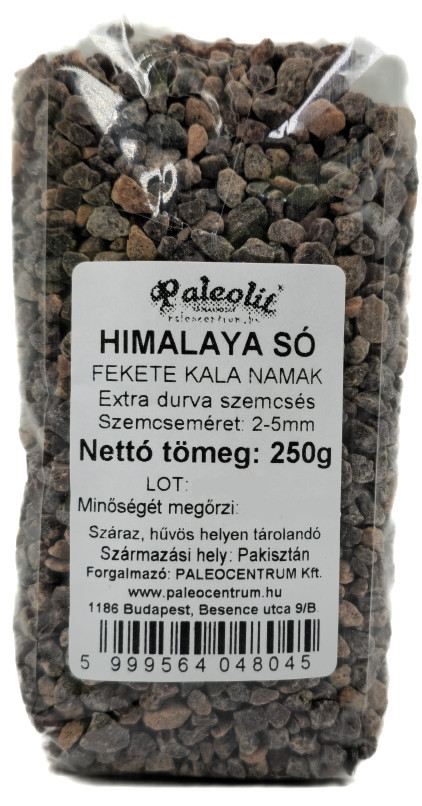 Paleolit
paleocentrum.hu
HIMALAYA SÓ
FEKETE KALA NAMAK
Extra durva szemcsés
Szemcseméret: 2-5mm
Nettó tömeg: 250g
LOT:
Minőségét megőrzi:
Száraz, hűvös helyen tárolandó
Származási hely: Pakisztán
Forgalmazó: PALEOCENTRUM Kft.
www.paleocentrum.hu
1186 Budapest, Besence utca 9/B.
5 999564 048045